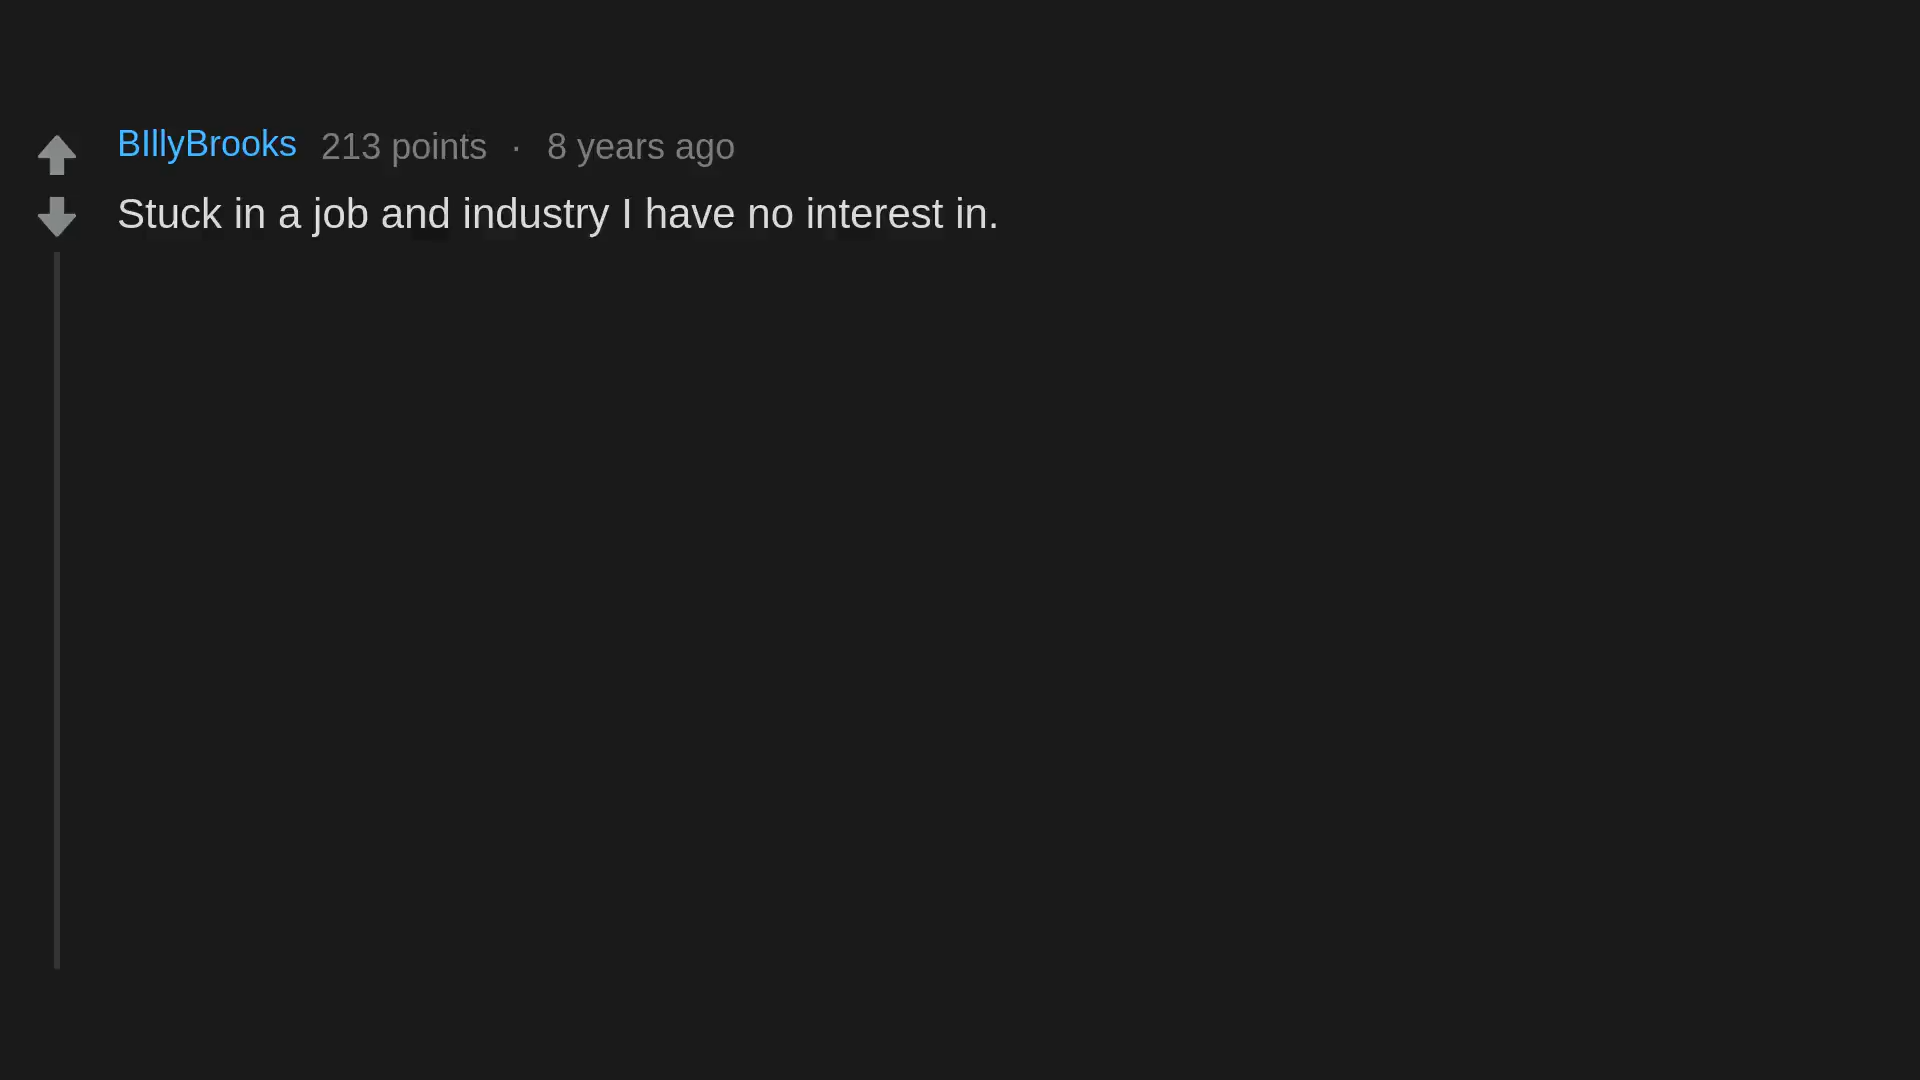 BIllyBrooks 213 points · 8 years ago
Stuck in a job and industry I have no interest in.